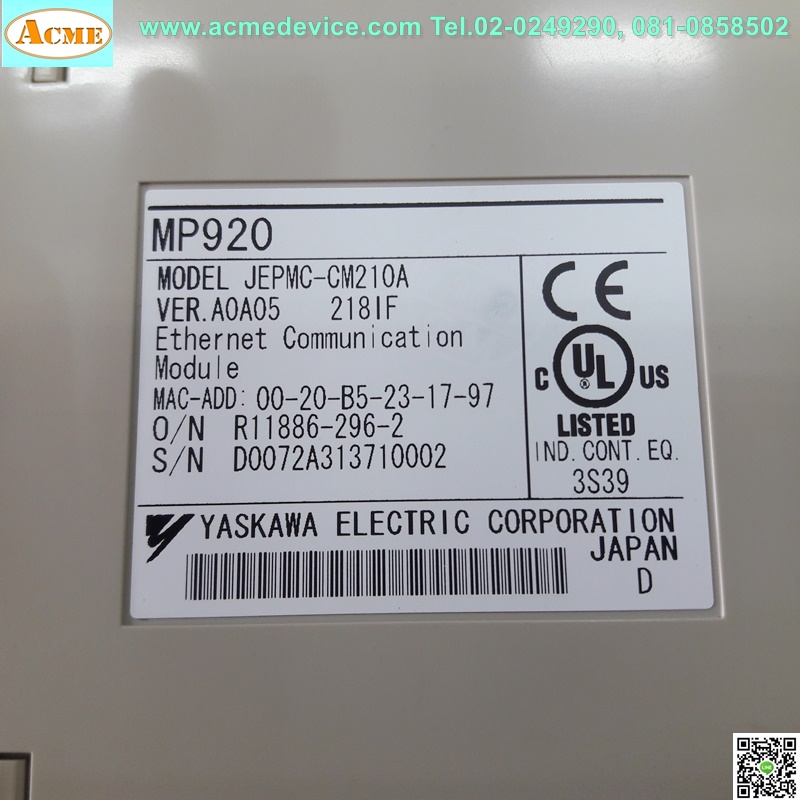 ACME
www.acmedevice.com Tel.02-0249290, 081-0858502
MP920
MODEL JEPMC-CM210A
VER.A0A05 218IF
Ethernet Communication
Module
MAC-ADD: 00-20-B5-23-17-97
O/N R11886-296-2
S/N D0072A313710002
CE
C UL ® US
LISTED
IND. CONT. EQ.
3S39
YASKAWA ELECTRIC CORPORATION
JAPAN
D